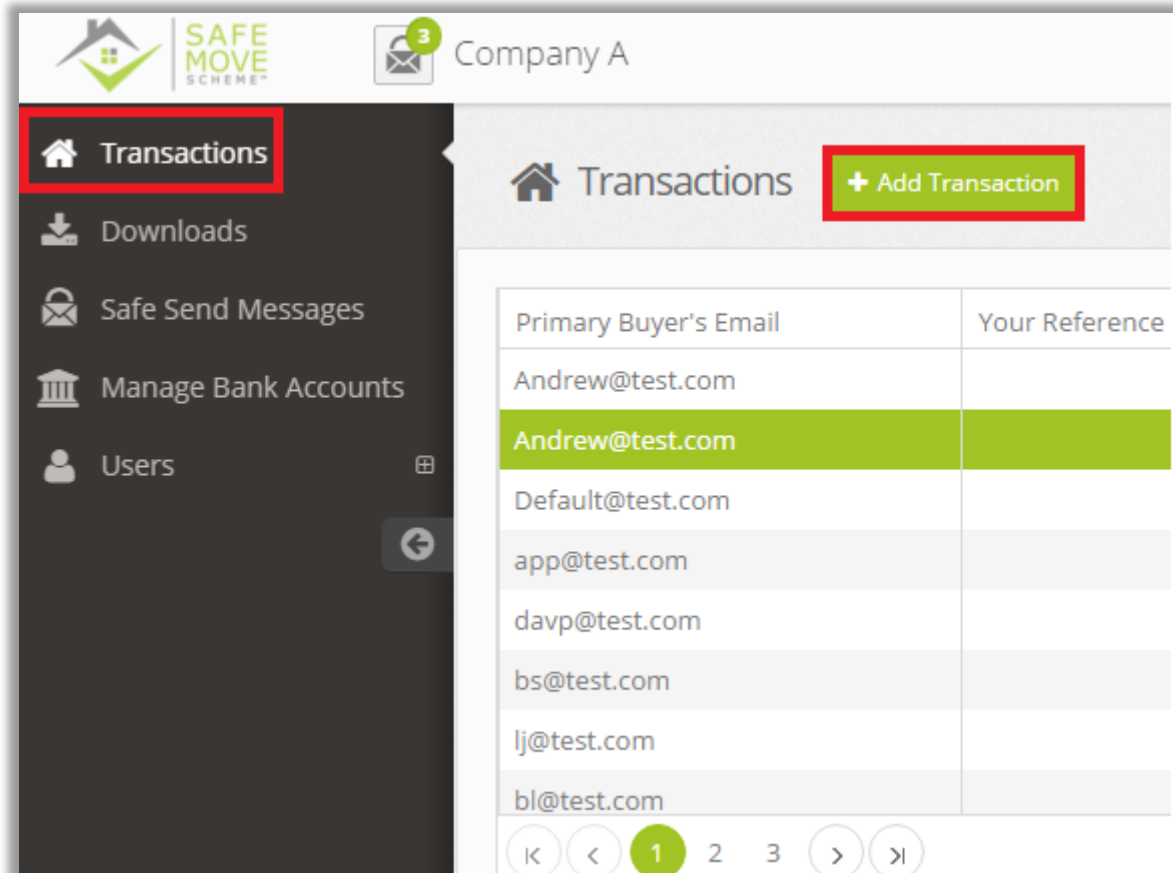 SAFE
MOVE
SCHEME™
3
Company A
Transactions
Downloads
Safe Send Messages
Manage Bank Accounts
Users
Transactions
+ Add Transaction
Primary Buyer's Email Your Reference
Andrew@test.com
Andrew@test.com
Default@test.com
app@test.com
davp@test.com
bs@test.com
lj@test.com
bl@test.com
1 2 3